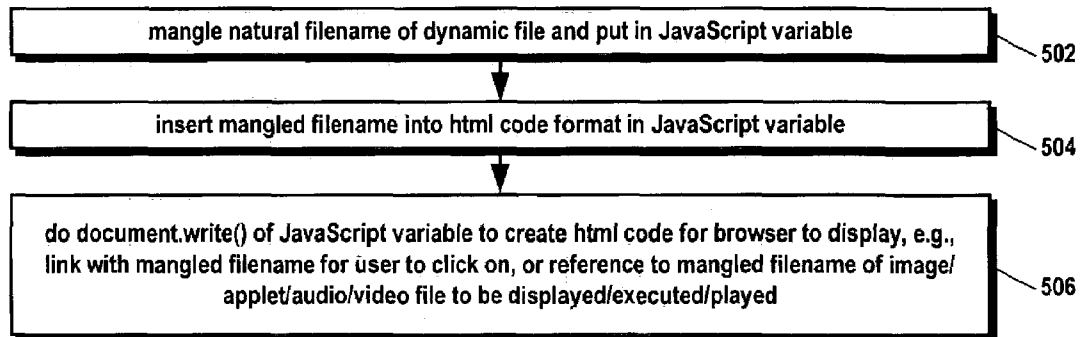 mangle natural filename of dynamic file and put in JavaScript variable
502
insert mangled filename into html code format in JavaScript variable
504
do document.write() of JavaScript variable to create html code for browser to display, e.g.,
link with mangled filename for user to click on, or reference to mangled filename of image/
applet/audio/video file to be displayed/executed/played
506